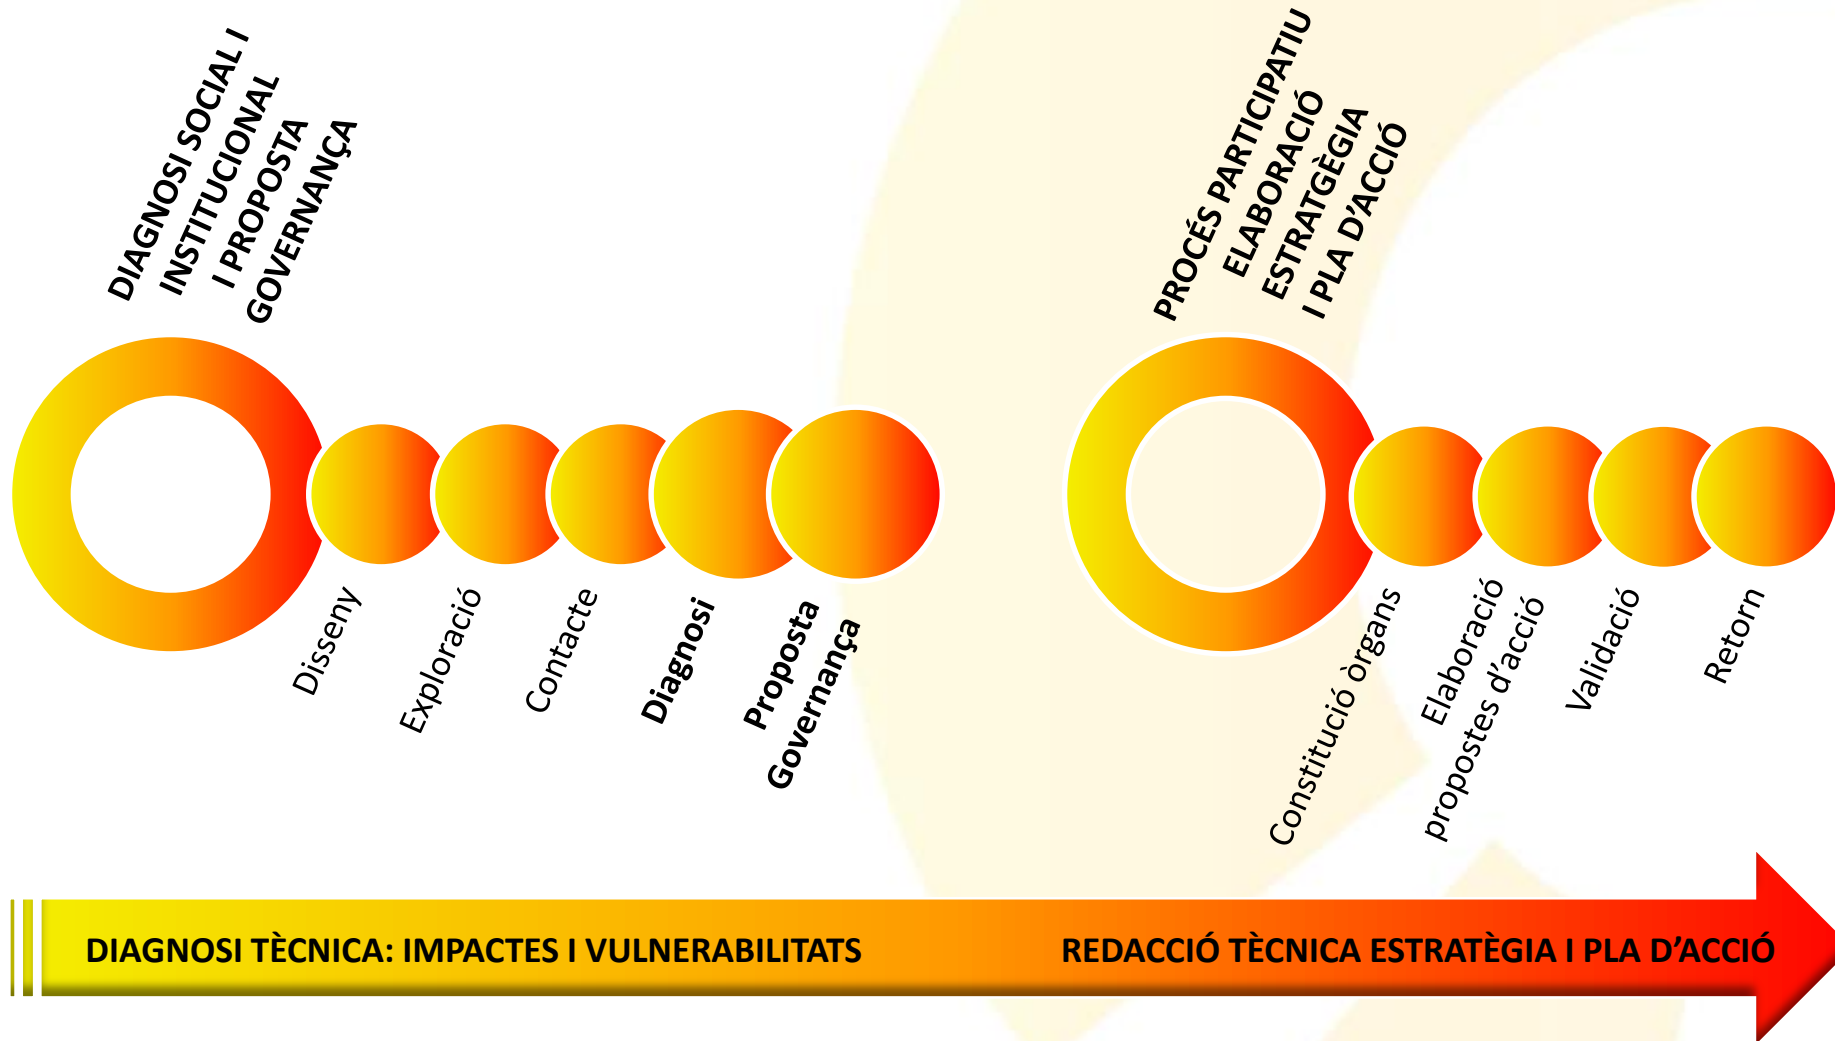 DIAGNOSI SOCIAL I
INSTITUCIONAL
I PROPOSTA
GOVERNANÇA
Disseny
Exploració
Contacte
Diagnosi
Proposta
Governança
PROCÉS PARTICIPATIU
ELABORACIÓ
ESTRATGÈGIA
I PLA D’ACCIÓ
Constitució òrgans
Elaboració
propostes d’acció
Validació
Retorn
DIAGNOSI TÈCNICA: IMPACTES I VULNERABILITATS
REDACCIÓ TÈCNICA ESTRATÈGIA I PLA D’ACCIÓ